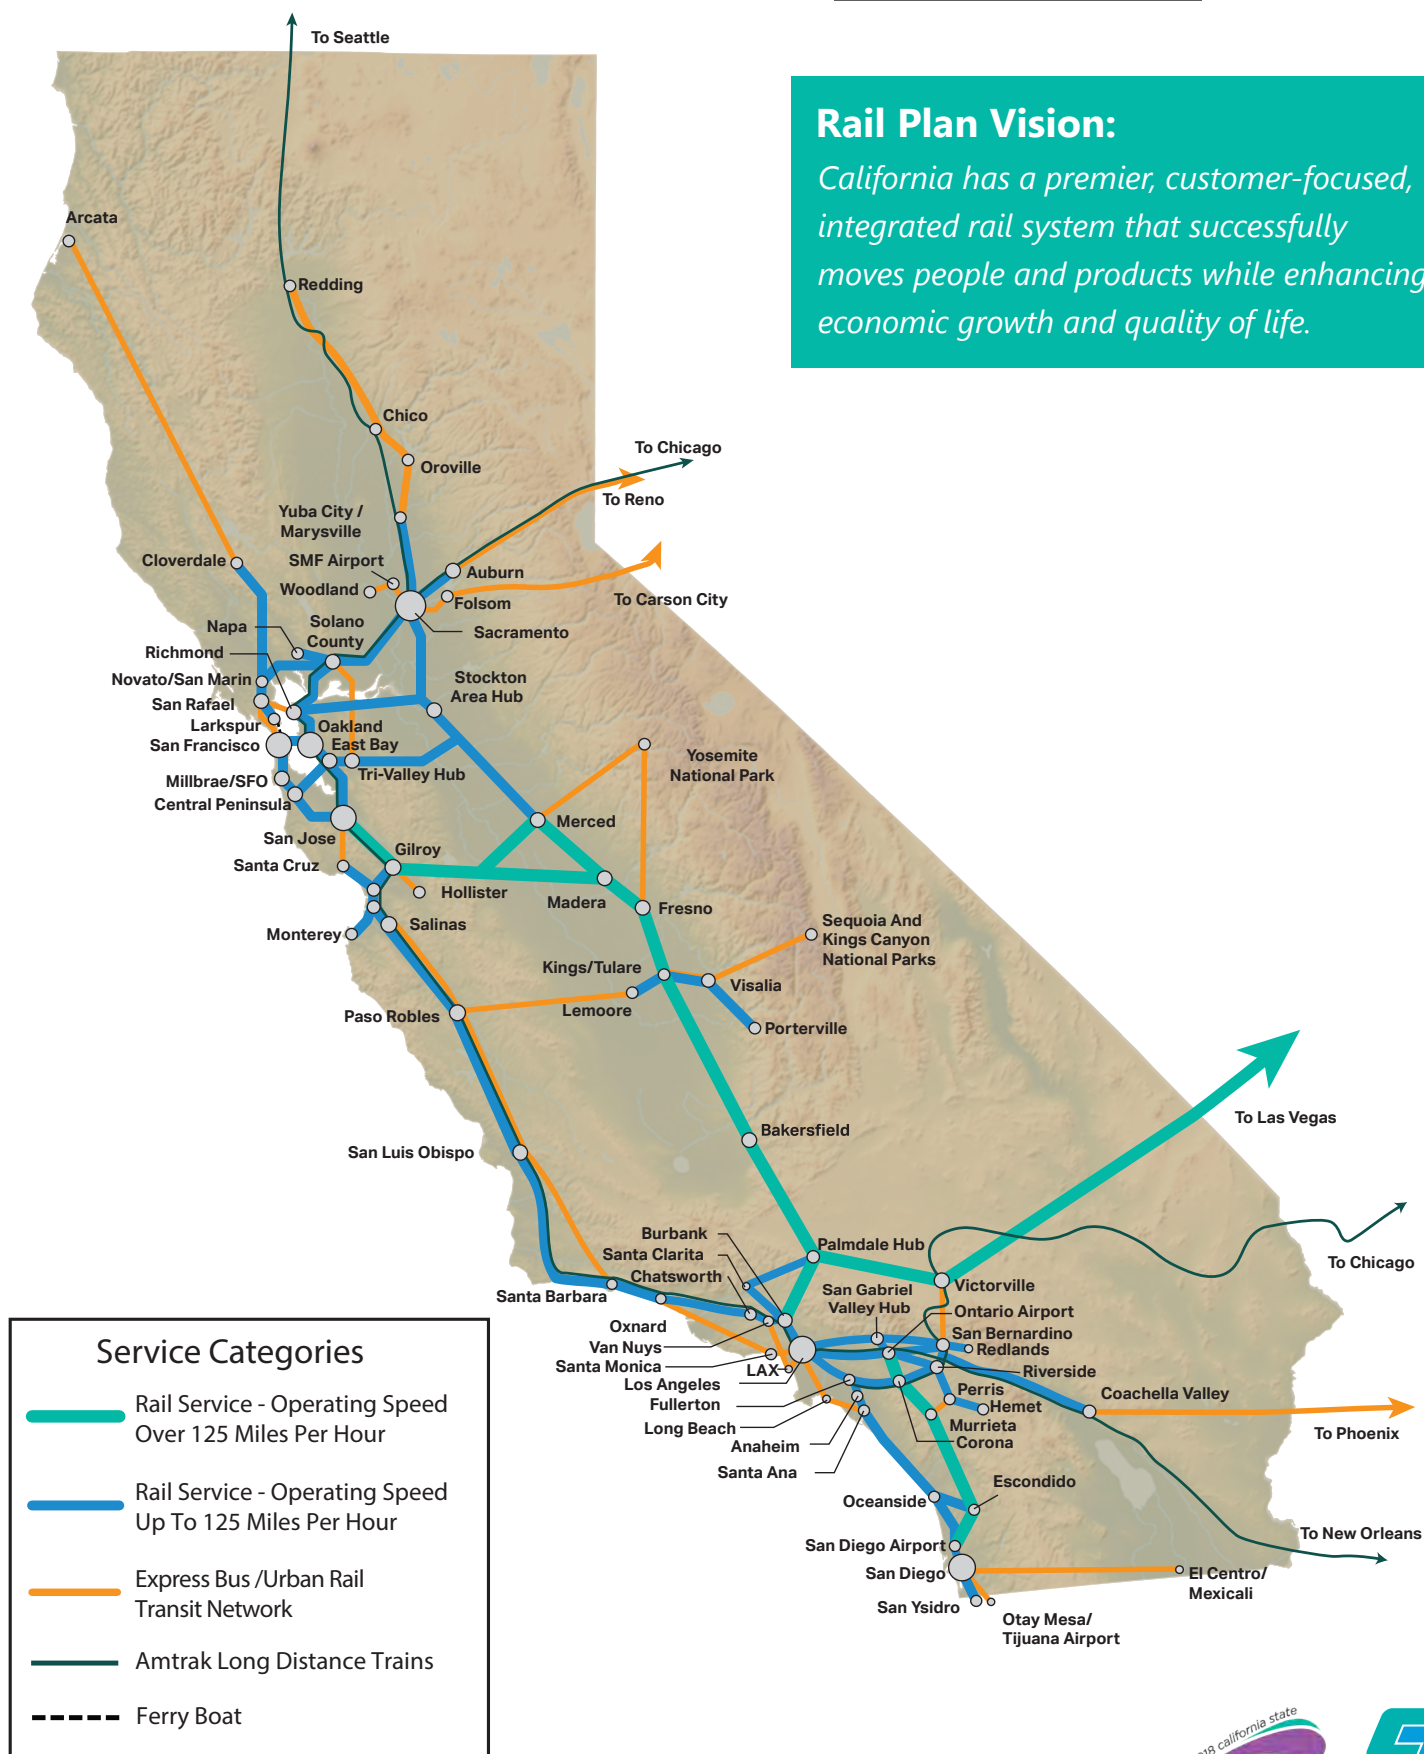 To Seattle
Rail Plan Vision:
California has a premier, customer-focused,
integrated rail system that successfully
moves people and products while enhancing
economic growth and quality of life.
Arcata
Redding
Chico
Oroville
To Chicago
To Reno
Yuba City /
Marysville
SMF Airport
Cloverdale
Woodland
Auburn
Folsom
To Carson City
Solano
County
Napa
Sacramento
Richmond
Novato/San Marin
Stockton
Area Hub
San Rafael
Larkspur
Oakland
San Francisco
East Bay
Yosemite
National Park
Millbrae/SFO
Tri-Valley Hub
Central Peninsula
Merced
San Jose
Gilroy
Santa Cruz
Hollister
Madera
Fresno
Salinas
Monterey
Sequoia And
Kings Canyon
National Parks
Kings/Tulare
Visalia
Lemoore
Paso Robles
Porterville
To Las Vegas
Bakersfield
San Luis Obispo
Burbank
Palmdale Hub
Santa Clarita
To Chicago
Chatsworth
San Gabriel
Valley Hub
Victorville
Santa Barbara
Ontario Airport
Oxnard
San Bernardino
Van Nuys
Redlands
Santa Monica
LAX
Riverside
Los Angeles
Perris
Coachella Valley
Fullerton
Hemet
Long Beach
Murrieta
To Phoenix
Anaheim
Corona
Santa Ana
Escondido
Oceanside
To New Orleans
San Diego Airport
San Diego
El Centro/
Mexicali
San Ysidro
Otay Mesa/
Tijuana Airport
Service Categories
Rail Service - Operating Speed
Over 125 Miles Per Hour
Rail Service - Operating Speed
Up To 125 Miles Per Hour
Express Bus /Urban Rail
Transit Network
Amtrak Long Distance Trains
Ferry Boat
california state